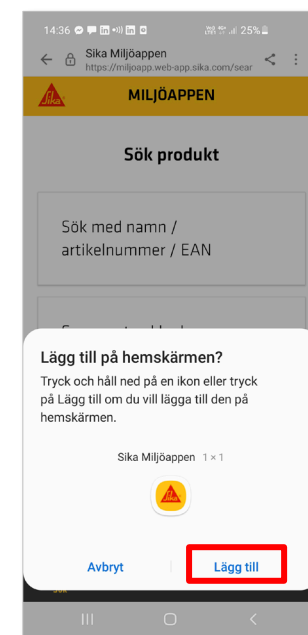 14:36 25%
Sika Miljöappen
https://miljoapp.web-app.sika.com/sear
Sika MILJÖAPPEN
Sök produkt
Sök med namn /
artikelnummer / EAN
Lägg till på hemskärmen?
Tryck och håll ned på en ikon eller tryck
på Lägg till om du vill lägga till den på
hemskärmen.
Sika Miljöappen 1 × 1
Sika
Avbryt Lägg till